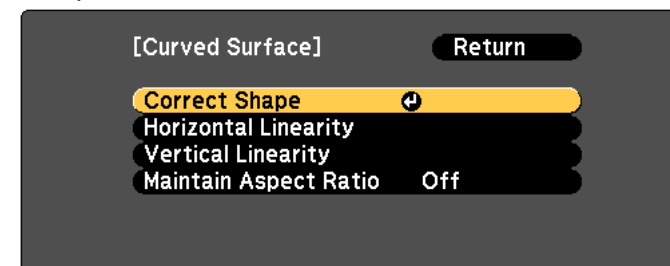 [Curved Surface] Return
Correct Shape
Horizontal Linearity
Vertical Linearity
Maintain Aspect Ratio Off